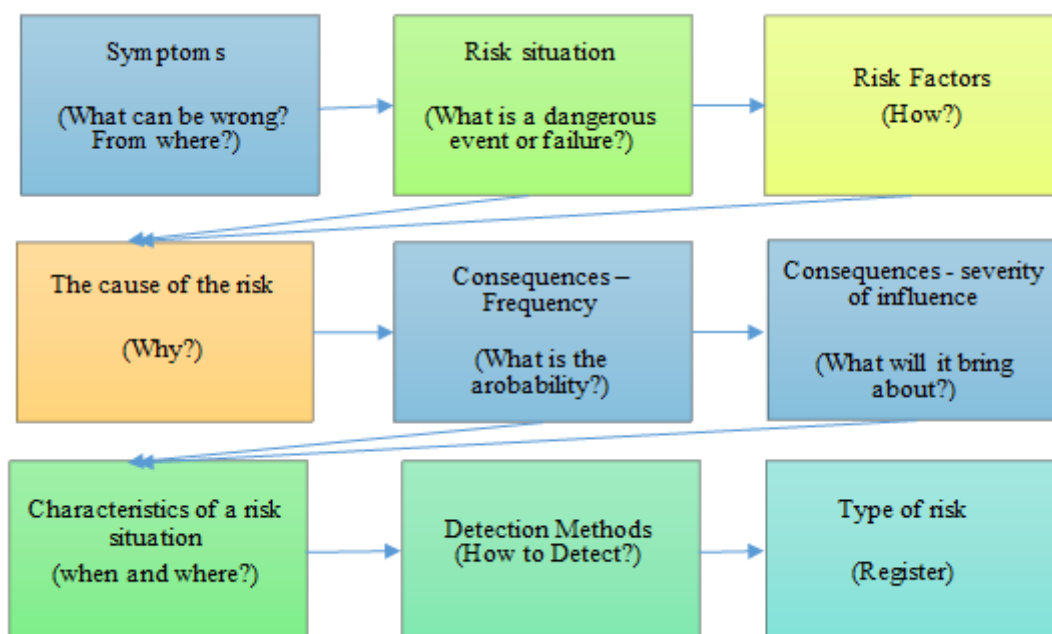 Symptoms
(What can be wrong?
From where?)
Risk situation
(What is a dangerous
event or failure?)
Risk Factors
(How?)
The cause of the risk
(Why?)
Consequences –
Frequency
(What is the
arobability?)
Consequences - severity
of influence
(What will it bring
about?)
Characteristics of a risk
situation
(when and where?)
Detection Methods
(How to Detect?)
Type of risk
(Register)